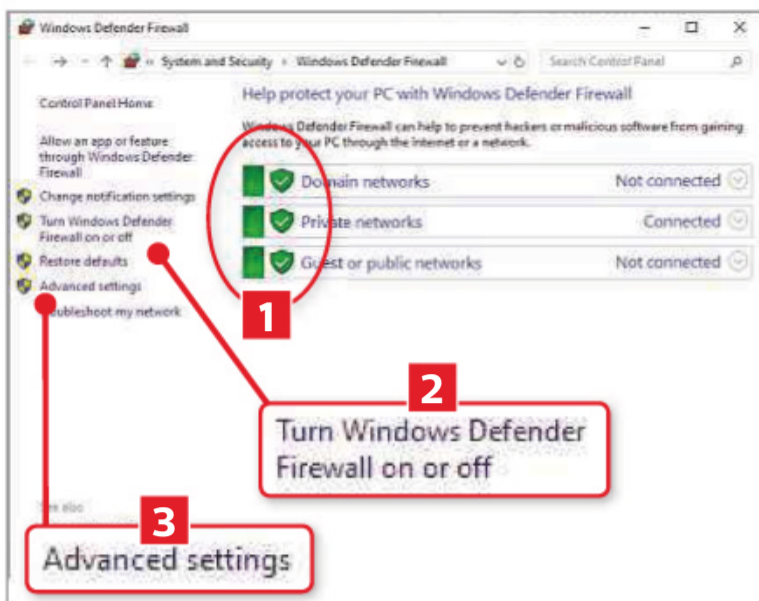 Windows Defender Firewall
System and Security › Windows Defender Firewall
Search Control Panel
Control Panel Home
Allow an app or feature
through Windows Defender
Firewall
Change notification settings
Turn Windows Defender
Firewall on or off
Restore defaults
Advanced settings
Troubleshoot my network
See also
Help protect your PC with Windows Defender Firewall
Windows Defender Firewall can help to prevent hackers or malicious software from gaining
access to your PC through the internet or a network.
Domain networks Not connected
Private networks Connected
Guest or public networks Not connected
1
2
Turn Windows Defender
Firewall on or off
3
Advanced settings